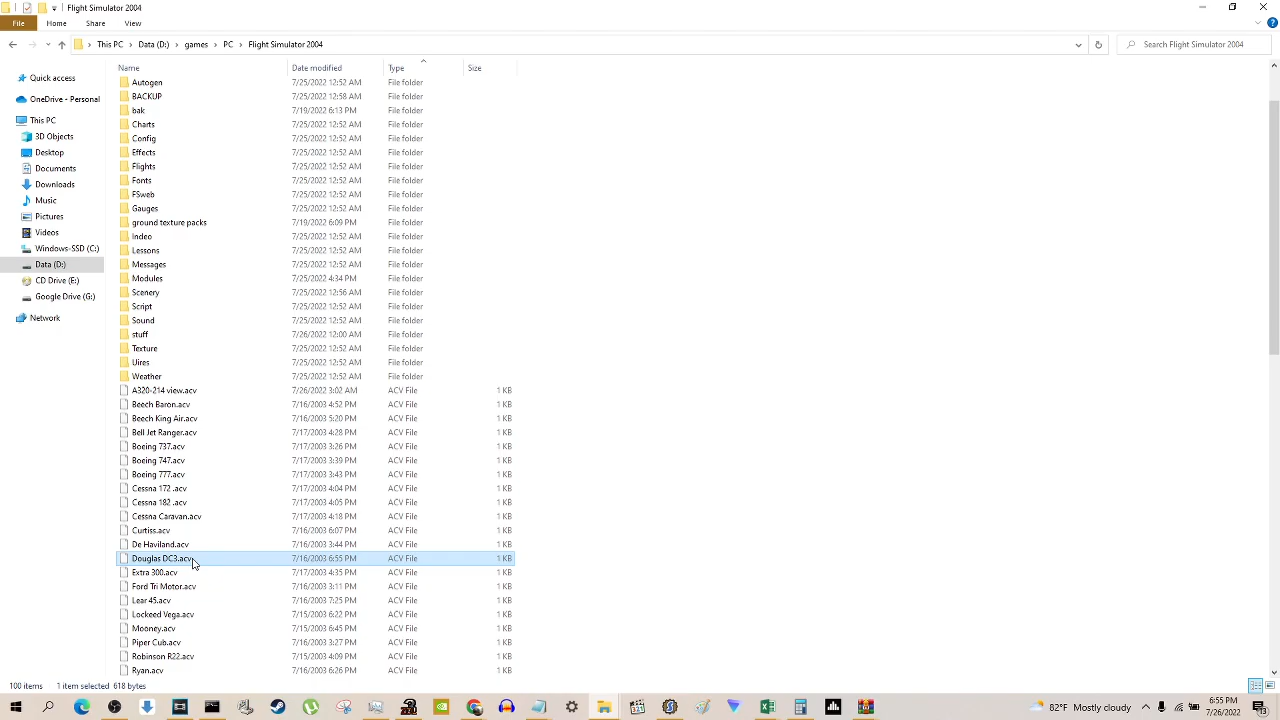 Flight Simulator 2004
File Home Share View
This PC Data (D:) games PC Flight Simulator 2004 Search Flight Simulator 2004
Name Date modified Type Size
Quick access
OneDrive - Personal
This PC
3D Objects
Desktop
Documents
Downloads
Music
Pictures
Videos
Windows-SSD (C:)
Data (D:)
CD Drive (E:)
Google Drive (G:)
Network
Autogen 7/25/2022 12:52 AM File folder
BACKUP 7/25/2022 12:58 AM File folder
bak 7/19/2022 6:13 PM File folder
Charts 7/25/2022 12:52 AM File folder
Config 7/25/2022 12:52 AM File folder
Effects 7/25/2022 12:52 AM File folder
Flights 7/25/2022 12:52 AM File folder
Fonts 7/25/2022 12:52 AM File folder
FSweb 7/25/2022 12:52 AM File folder
Gauges 7/25/2022 12:52 AM File folder
ground texture packs 7/19/2022 6:09 PM File folder
Indeo 7/25/2022 12:52 AM File folder
Lessons 7/25/2022 12:52 AM File folder
Messages 7/25/2022 12:52 AM File folder
Modules 7/25/2022 4:34 PM File folder
Scenery 7/25/2022 12:56 AM File folder
Script 7/25/2022 12:52 AM File folder
Sound 7/25/2022 12:52 AM File folder
stuff 7/26/2022 12:00 AM File folder
Texture 7/25/2022 12:52 AM File folder
Uires 7/25/2022 12:52 AM File folder
Weather 7/25/2022 12:52 AM File folder
A320-214 view.acv 7/26/2022 3:02 AM ACV File 1 KB
Beech Baron.acv 7/16/2003 4:52 PM ACV File 1 KB
Beech King Air.acv 7/16/2003 5:20 PM ACV File 1 KB
Bell Jet Ranger.acv 7/17/2003 4:28 PM ACV File 1 KB
Boeing 737.acv 7/17/2003 3:26 PM ACV File 1 KB
Boeing 747.acv 7/17/2003 3:39 PM ACV File 1 KB
Boeing 777.acv 7/17/2003 3:43 PM ACV File 1 KB
Cessna 172 .acv 7/17/2003 4:04 PM ACV File 1 KB
Cessna 182 .acv 7/17/2003 4:05 PM ACV File 1 KB
Cessna Caravan.acv 7/17/2003 4:18 PM ACV File 1 KB
Curtiss.acv 7/16/2003 6:07 PM ACV File 1 KB
De Haviland.acv 7/16/2003 3:44 PM ACV File 1 KB
Douglas DC3.acv 7/16/2003 6:55 PM ACV File 1 KB
Extra 300.acv 7/17/2003 4:35 PM ACV File 1 KB
Ford Tri Motor.acv 7/16/2003 3:11 PM ACV File 1 KB
Lear 45.acv 7/16/2003 7:25 PM ACV File 1 KB
Lockeed Vega.acv 7/15/2003 6:22 PM ACV File 1 KB
Mooney.acv 7/15/2003 6:45 PM ACV File 1 KB
Piper Cub.acv 7/16/2003 3:27 PM ACV File 1 KB
Robinson R22.acv 7/15/2003 4:09 PM ACV File 1 KB
Ryan.acv 7/16/2003 6:26 PM ACV File 1 KB
100 items 1 item selected 618 bytes
82°F Mostly cloudy 6:55 PM
7/26/2022